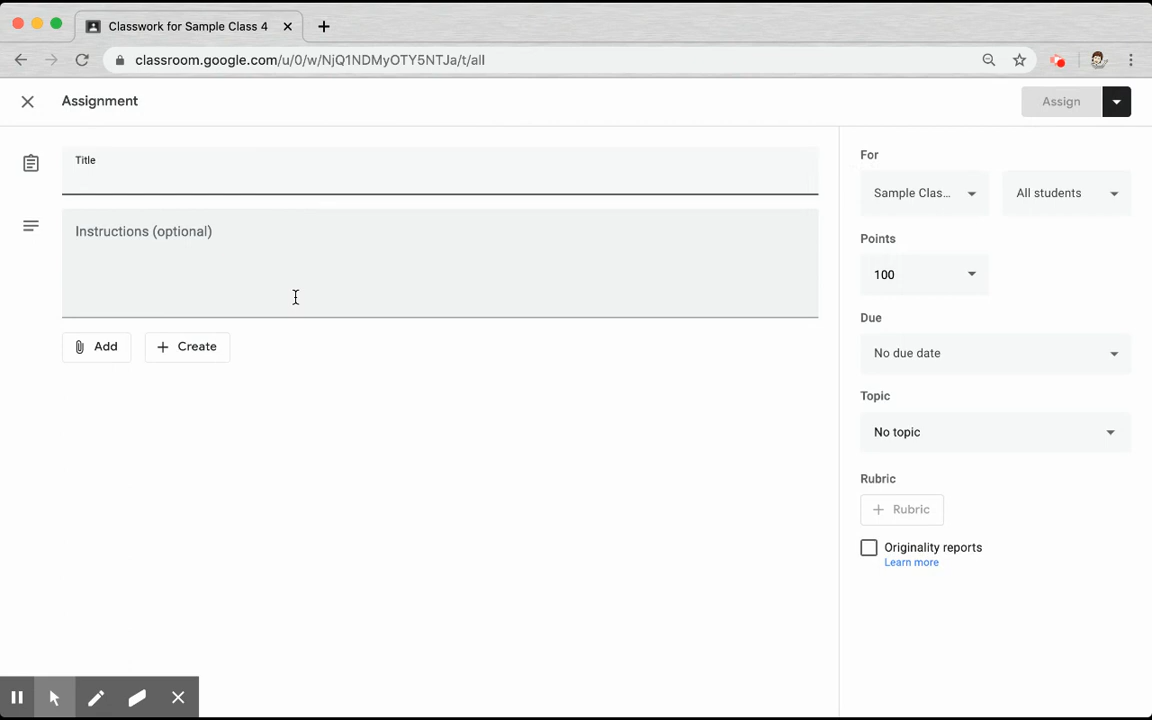 Classwork for Sample Class 4
classroom.google.com/u/0/w/NjQ1NDMyOTY5NTJa/t/all
Assignment
Assign
Title
Instructions (optional)
Add
Create
For
Sample Clas...
All students
Points
100
Due
No due date
Topic
No topic
Rubric
Rubric
Originality reports
Learn more